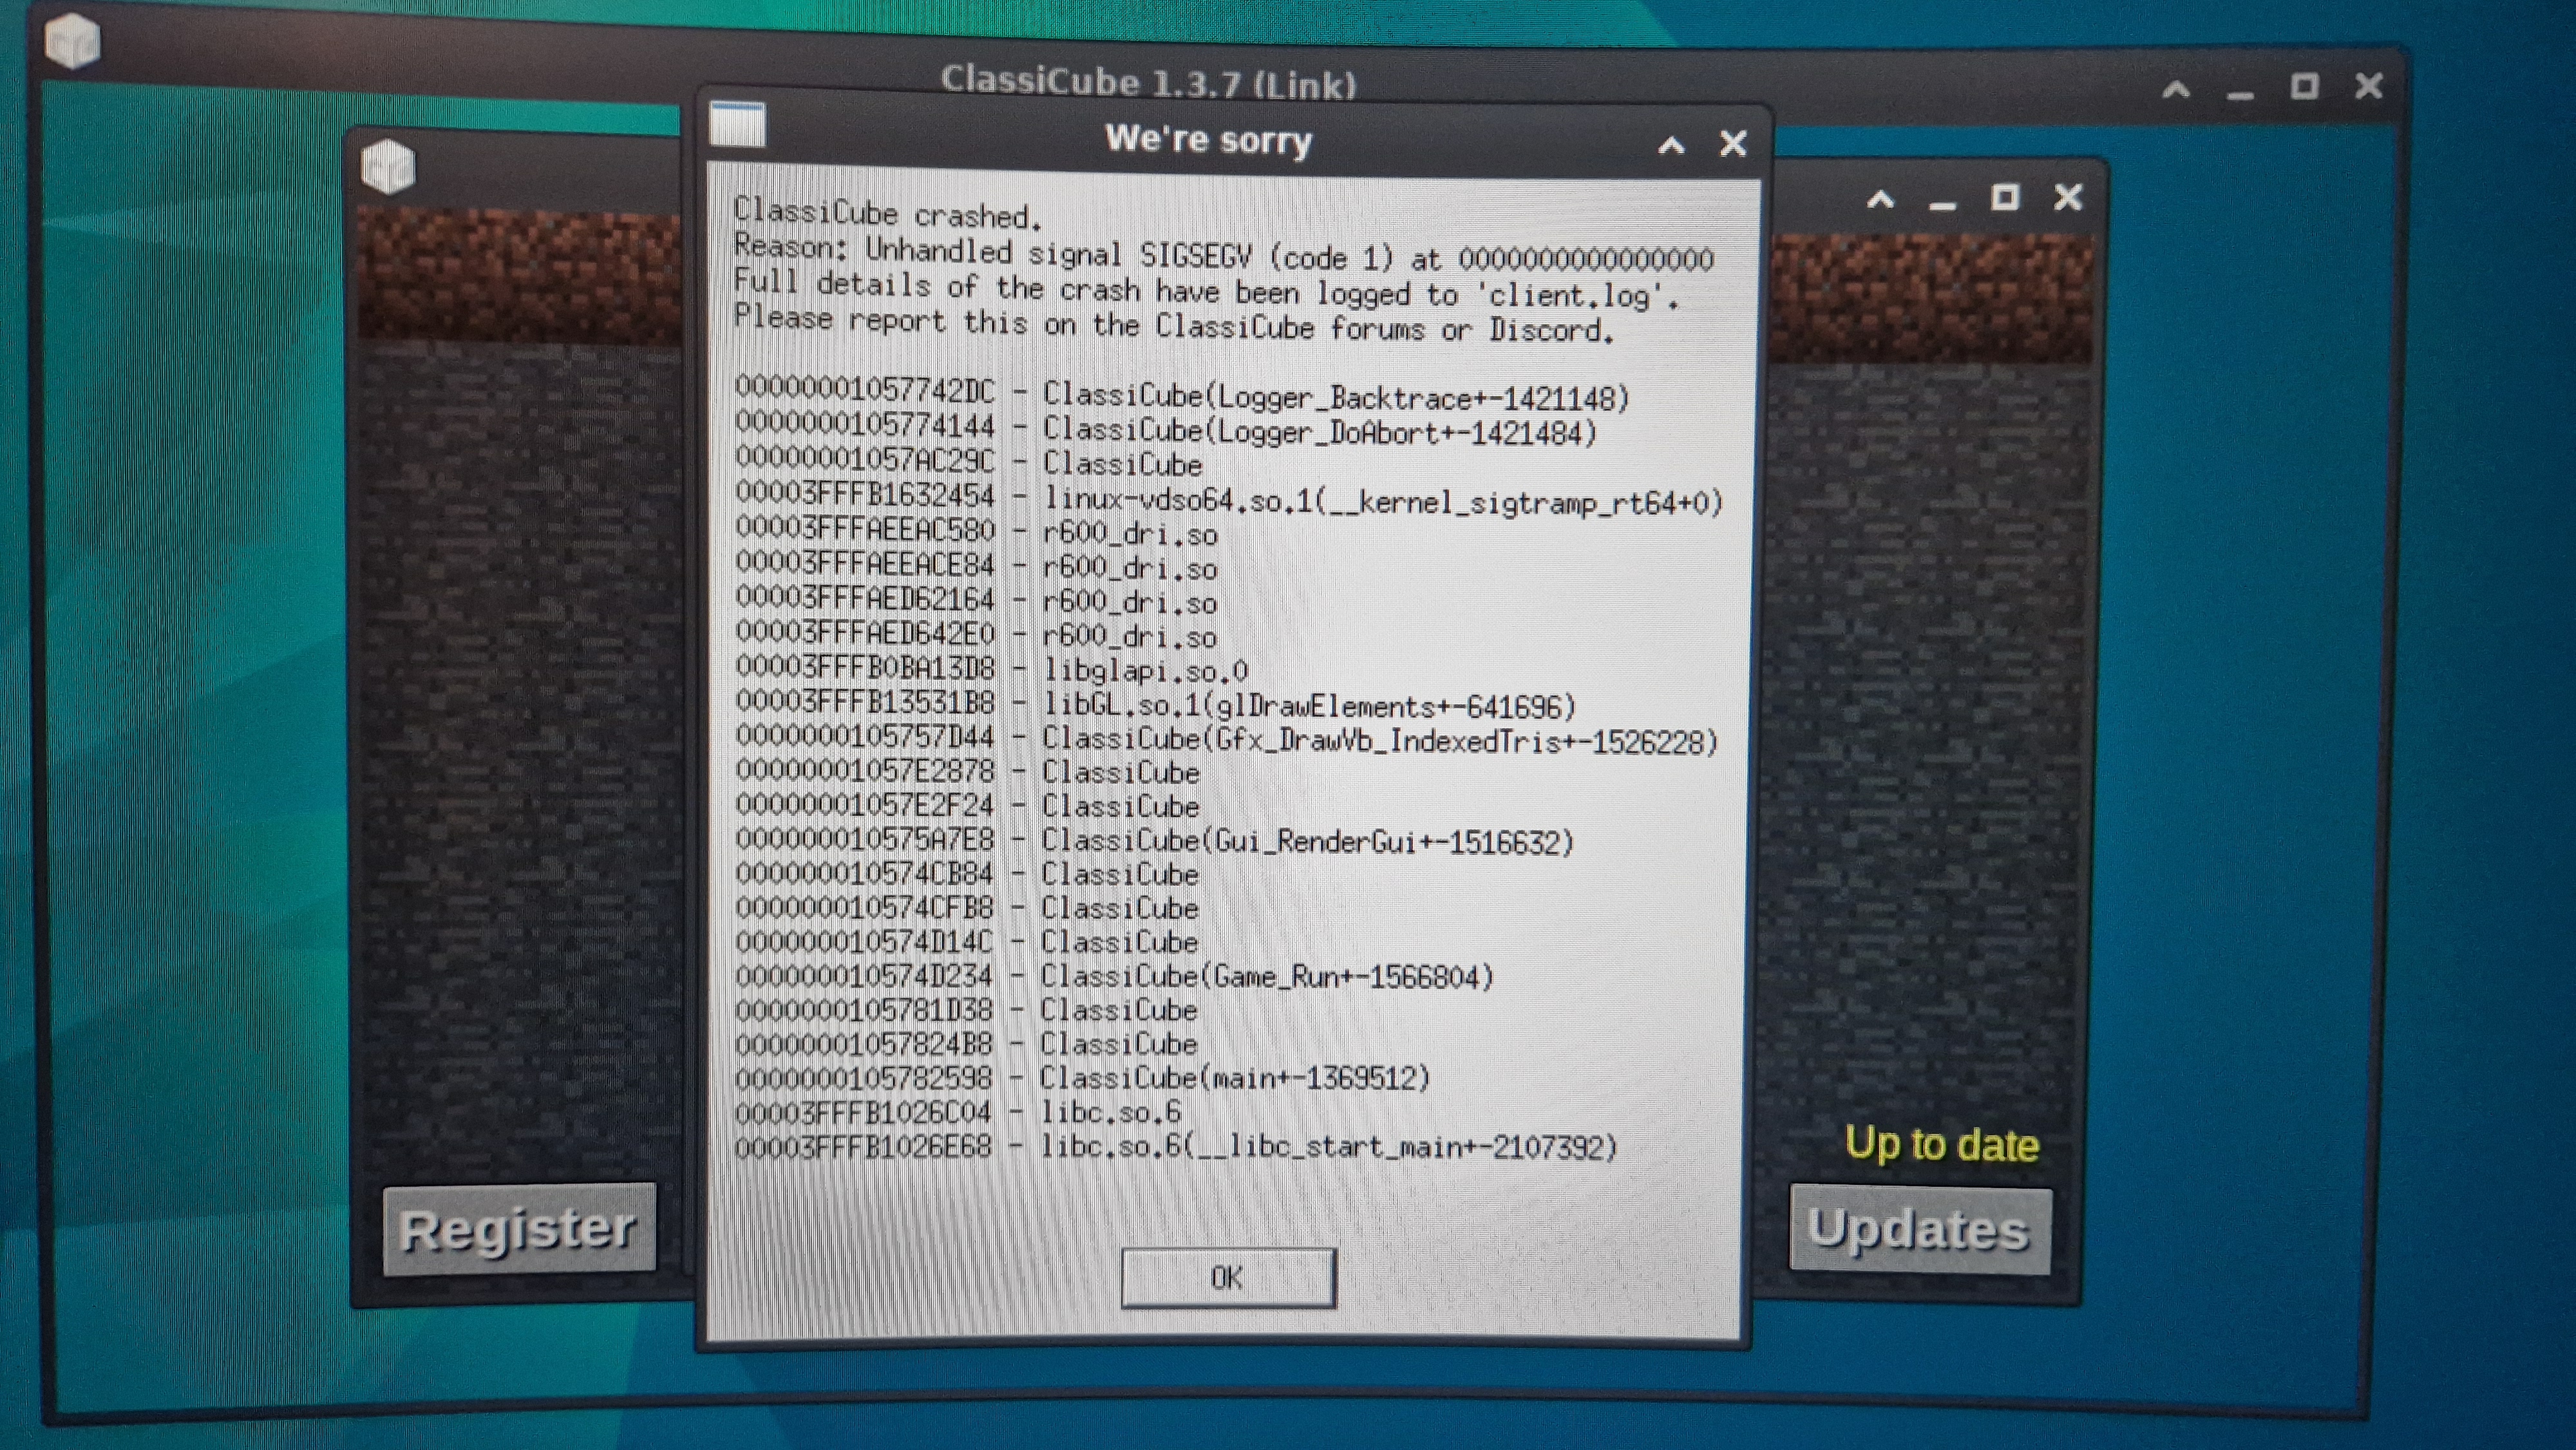 ClassiCube 1.3.7 (Link)
We're sorry
ClassiCube crashed.
Reason: Unhandled signal SIGSEGV (code 1) at 0000000000000000
Full details of the crash have been logged to 'client.log'.
Please report this on the ClassiCube forums or Discord.
00000001057742DC - ClassiCube(Logger_Backtrace+-1421148)
0000000105774144 - ClassiCube(Logger_DoAbort+-1421484)
00000001057AC29C - ClassiCube
00003FFFB1632454 - linux-vdso64.so.1(__kernel_sigtramp_rt64+0)
00003FFFAEEAC580 - r600_dri.so
00003FFFAEEACE84 - r600_dri.so
00003FFFAED62164 - r600_dri.so
00003FFFAED642E0 - r600_dri.so
00003FFFB0BA13D8 - libglapi.so.0
00003FFFB13531B8 - libGL.so.1(glDrawElements+-641696)
0000000105757D44 - ClassiCube(Gfx_DrawVb_IndexedTris+-1526228)
00000001057E2878 - ClassiCube
00000001057E2F24 - ClassiCube
000000010575A7E8 - ClassiCube(Gui_RenderGui+-1516632)
000000010574CB84 - ClassiCube
000000010574CFB8 - ClassiCube
000000010574D14C - ClassiCube
000000010574D234 - ClassiCube(Game_Run+-1566804)
0000000105781D38 - ClassiCube
00000001057824B8 - ClassiCube
0000000105782598 - ClassiCube(main+-1369512)
00003FFFB1026C04 - libc.so.6
00003FFFB1026E68 - libc.so.6(__libc_start_main+-2107392)
OK
Up to date
Register
Updates